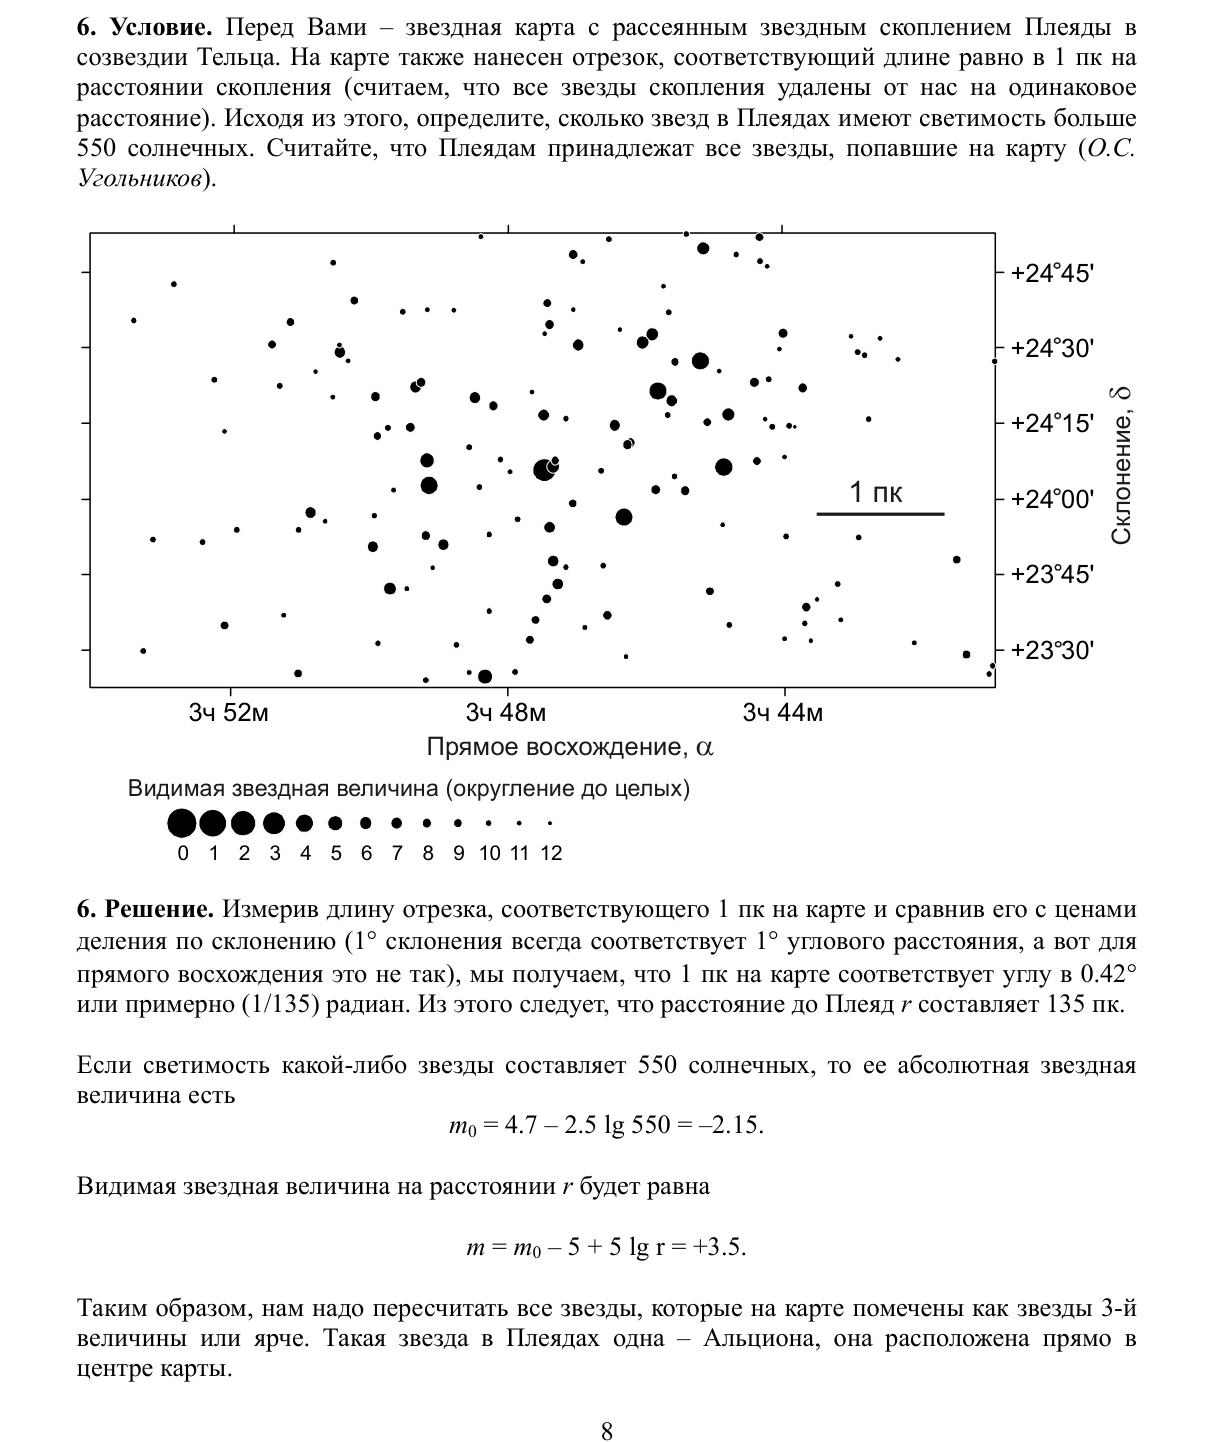 6. Условие. Перед Вами – звездная карта с рассеянным звездным скоплением Плеяды в
созвездии Тельца. На карте также нанесен отрезок, соответствующий длине равно в 1 пк на
расстоянии скопления (считаем, что все звезды скопления удалены от нас на одинаковое
расстояние). Исходя из этого, определите, сколько звезд в Плеядах имеют светимость больше
550 солнечных. Считайте, что Плеядам принадлежат все звезды, попавшие на карту (О.С.
Угольников).
+24°45'
+24°30'
+24°15'
+24°00'
+23°45'
+23°30'
Склонение, δ
1 пк
3ч 52м 3ч 48м 3ч 44м
Прямое восхождение, α
Видимая звездная величина (округление до целых)
0 1 2 3 4 5 6 7 8 9 10 11 12
6. Решение. Измерив длину отрезка, соответствующего 1 пк на карте и сравнив его с ценами
деления по склонению (1° склонения всегда соответствует 1° углового расстояния, а вот для
прямого восхождения это не так), мы получаем, что 1 пк на карте соответствует углу в 0.42°
или примерно (1/135) радиан. Из этого следует, что расстояние до Плеяд r составляет 135 пк.
Если светимость какой-либо звезды составляет 550 солнечных, то ее абсолютная звездная
величина есть
m₀ = 4.7 – 2.5 lg 550 = –2.15.
Видимая звездная величина на расстоянии r будет равна
m = m₀ – 5 + 5 lg r = +3.5.
Таким образом, нам надо пересчитать все звезды, которые на карте помечены как звезды 3-й
величины или ярче. Такая звезда в Плеядах одна – Альциона, она расположена прямо в
центре карты.
8